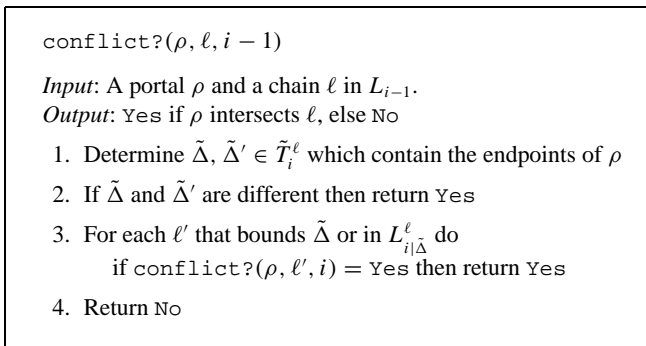 conflict?(ρ, ℓ, i − 1)
Input: A portal ρ and a chain ℓ in L_{i−1}.
Output: Yes if ρ intersects ℓ, else No
1. Determine Δ̃, Δ̃′ ∈ T̃_i^ℓ which contain the endpoints of ρ
2. If Δ̃ and Δ̃′ are different then return Yes
3. For each ℓ′ that bounds Δ̃ or in L^ℓ_{i|Δ̃} do
if conflict?(ρ, ℓ′, i) = Yes then return Yes
4. Return No